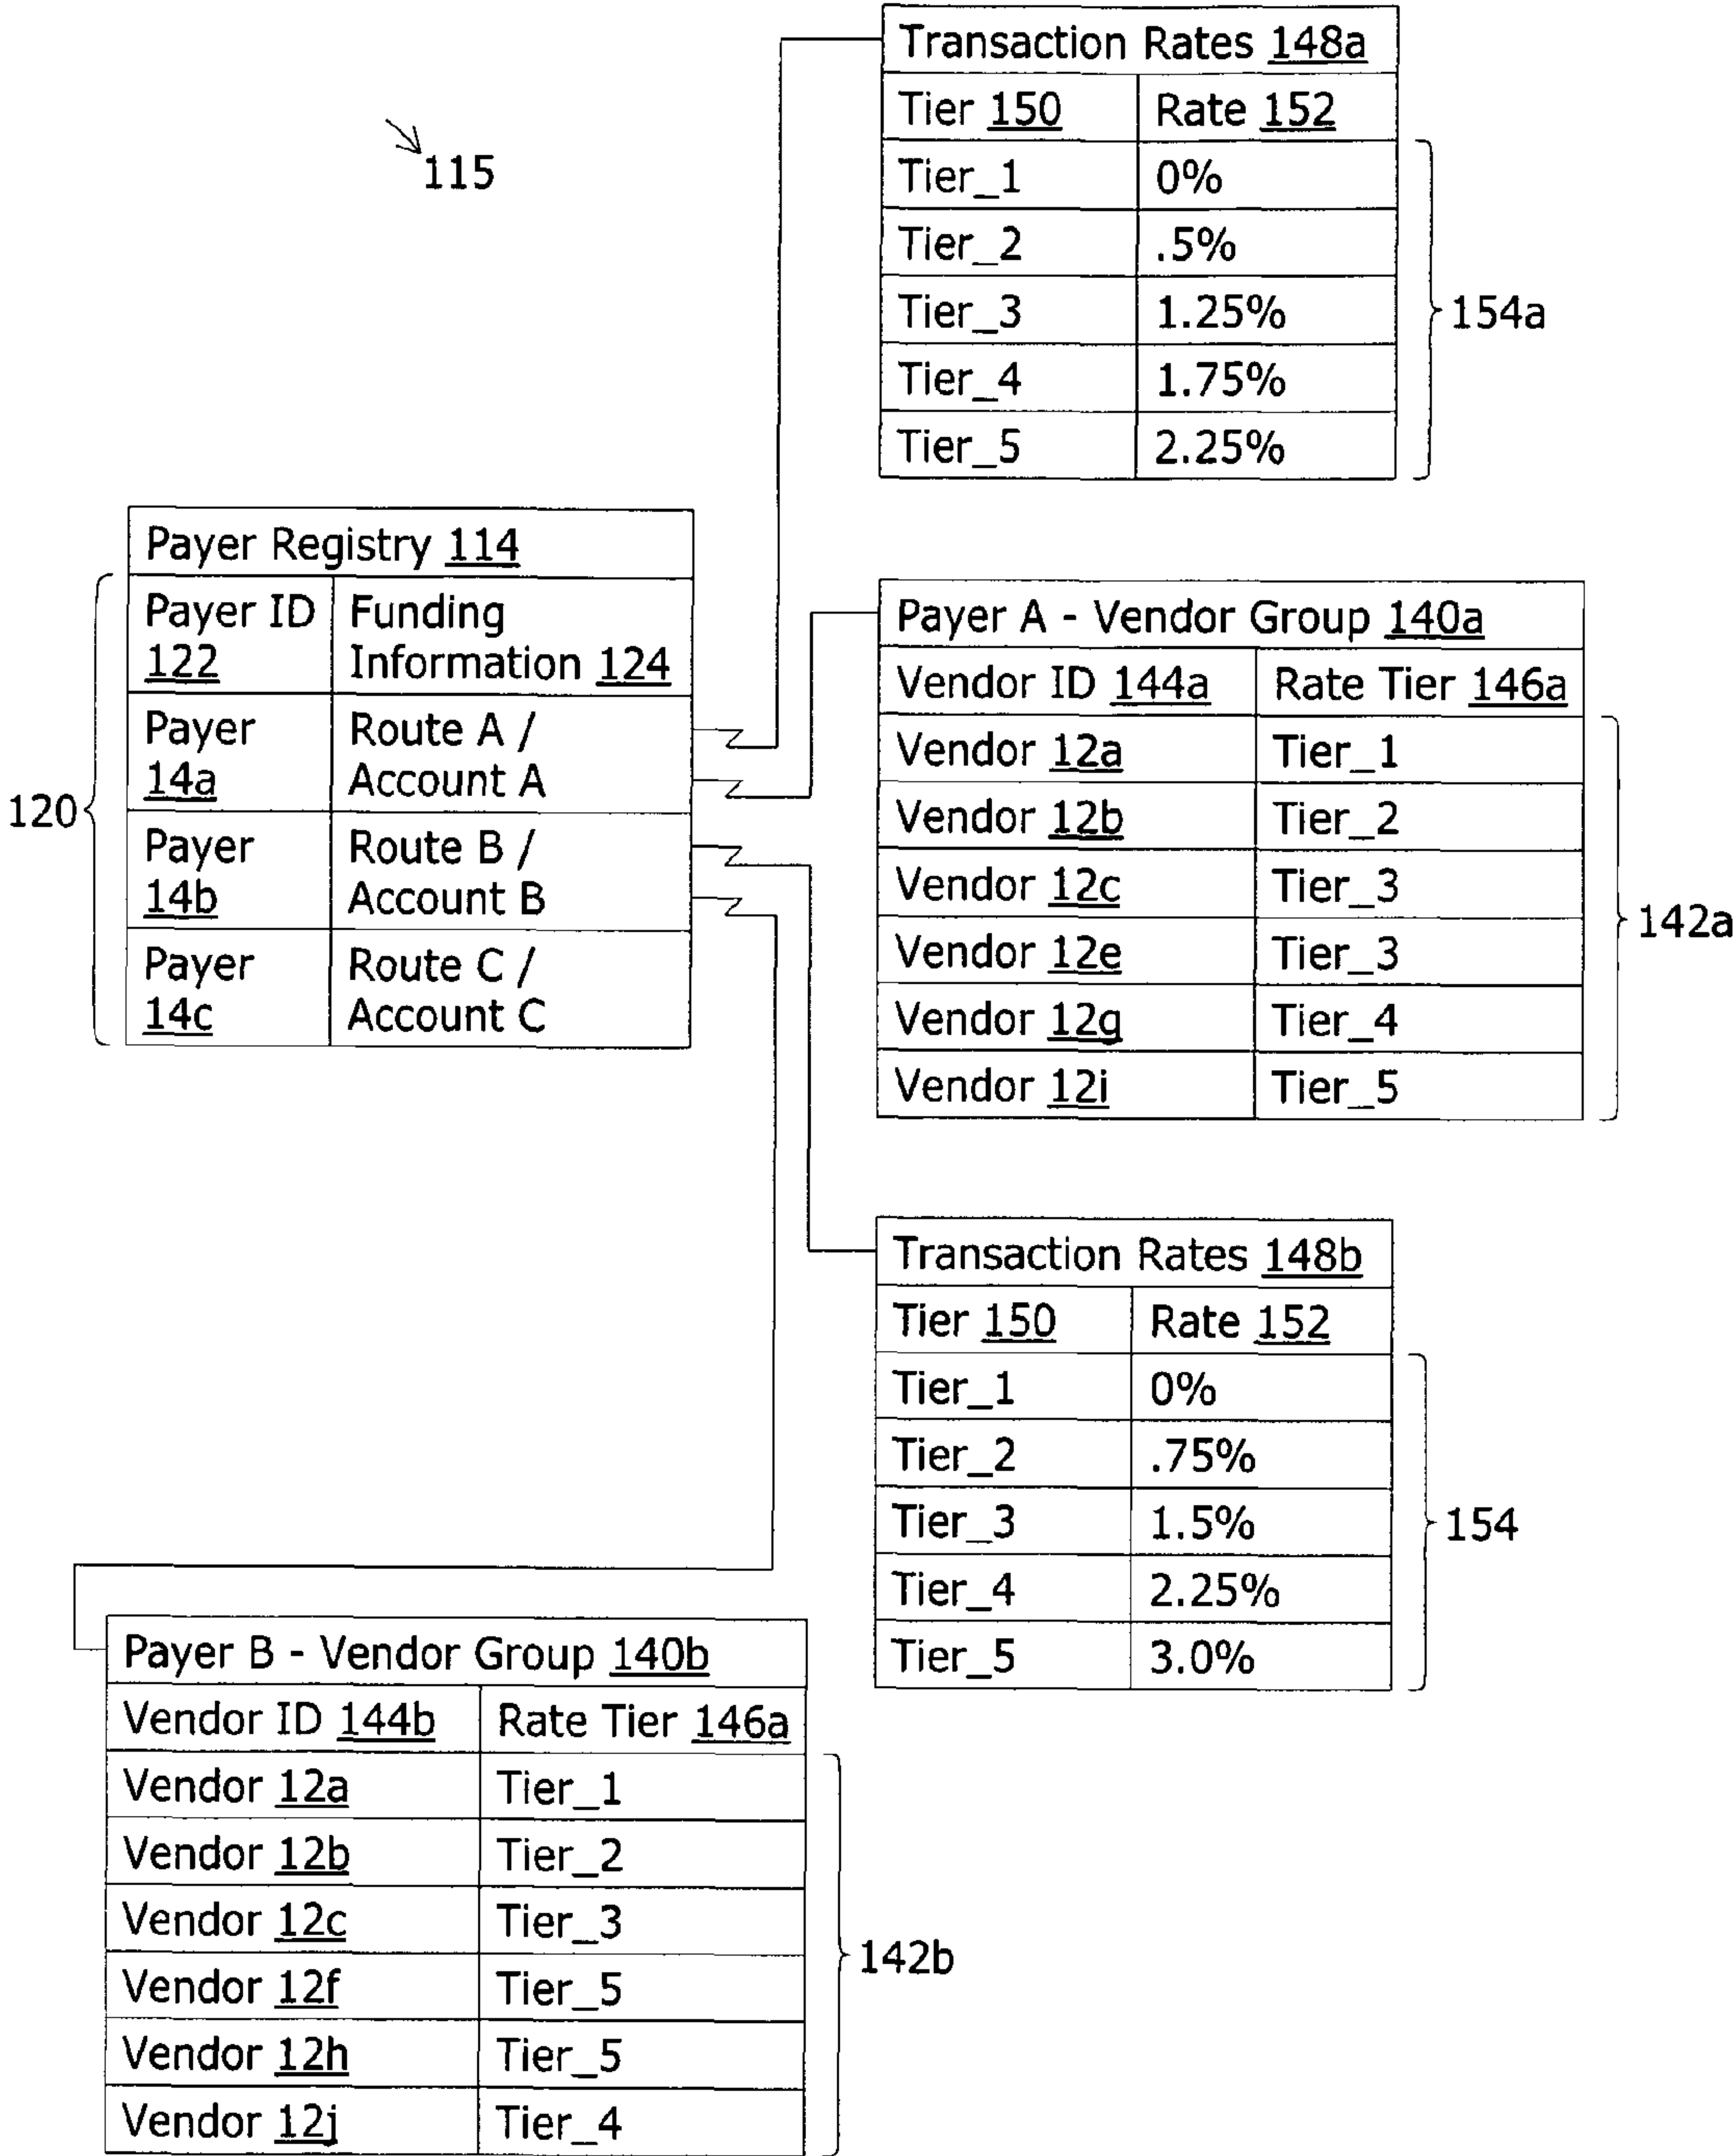 115
Transaction Rates 148a
Tier 150 Rate 152
Tier_1 0%
Tier_2 .5%
Tier_3 1.25%
Tier_4 1.75%
Tier_5 2.25%
154a
Payer Registry 114
Payer ID 122 Funding Information 124
Payer 14a Route A / Account A
Payer 14b Route B / Account B
Payer 14c Route C / Account C
120
Payer A - Vendor Group 140a
Vendor ID 144a Rate Tier 146a
Vendor 12a Tier_1
Vendor 12b Tier_2
Vendor 12c Tier_3
Vendor 12e Tier_3
Vendor 12g Tier_4
Vendor 12i Tier_5
142a
Transaction Rates 148b
Tier 150 Rate 152
Tier_1 0%
Tier_2 .75%
Tier_3 1.5%
Tier_4 2.25%
Tier_5 3.0%
154
Payer B - Vendor Group 140b
Vendor ID 144b Rate Tier 146a
Vendor 12a Tier_1
Vendor 12b Tier_2
Vendor 12c Tier_3
Vendor 12f Tier_5
Vendor 12h Tier_5
Vendor 12j Tier_4
142b